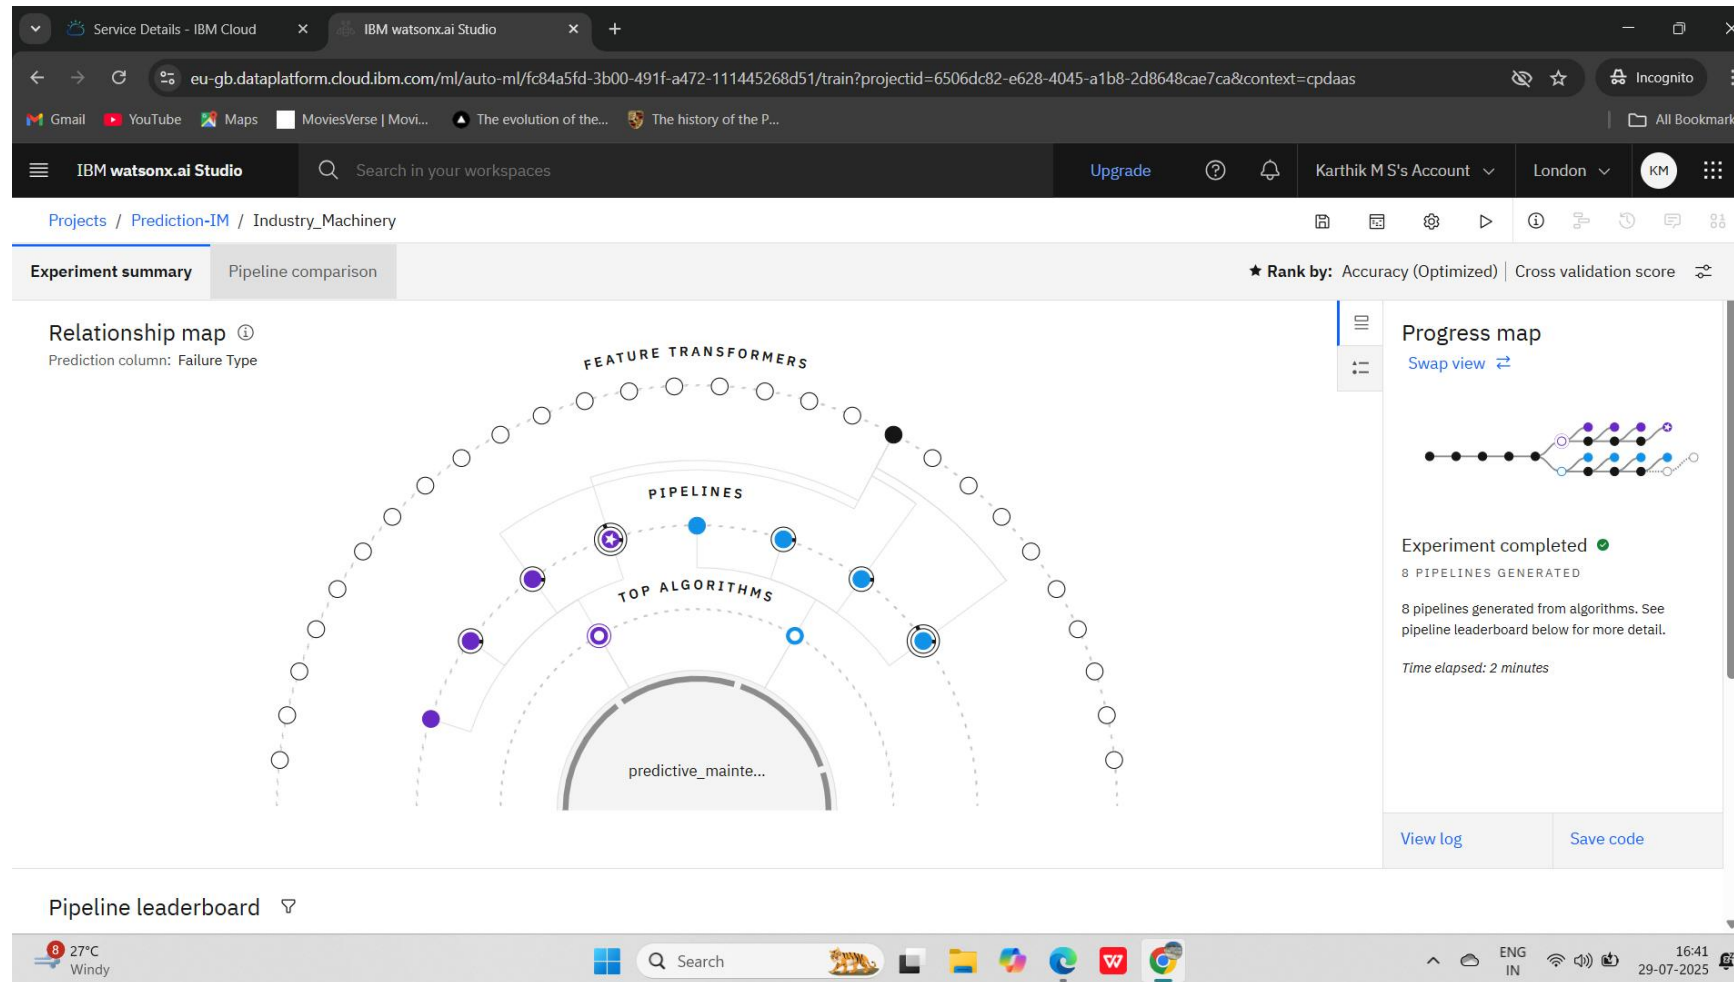 Service Details - IBM Cloud
IBM watsonx.ai Studio
eu-gb.dataplatform.cloud.ibm.com/ml/auto-ml/fc84a5fd-3b00-491f-a472-111445268d51/train?projectid=6506dc82-e628-4045-a1b8-2d8648cae7ca&context=cpdaas
Incognito
Gmail
YouTube
Maps
MoviesVerse | Movi...
The evolution of the...
The history of the P...
All Bookmark
IBM watsonx.ai Studio
Search in your workspaces
Upgrade
Karthik M S's Account
London
KM
Projects / Prediction-IM / Industry_Machinery
Experiment summary
Pipeline comparison
Rank by: Accuracy (Optimized) | Cross validation score
Relationship map
Prediction column: Failure Type
FEATURE TRANSFORMERS
PIPELINES
TOP ALGORITHMS
predictive_mainte...
Progress map
Swap view
Experiment completed
8 PIPELINES GENERATED
8 pipelines generated from algorithms. See
pipeline leaderboard below for more detail.
Time elapsed: 2 minutes
View log
Save code
Pipeline leaderboard
8
27°C
Windy
Search
ENG
IN
16:41
29-07-2025